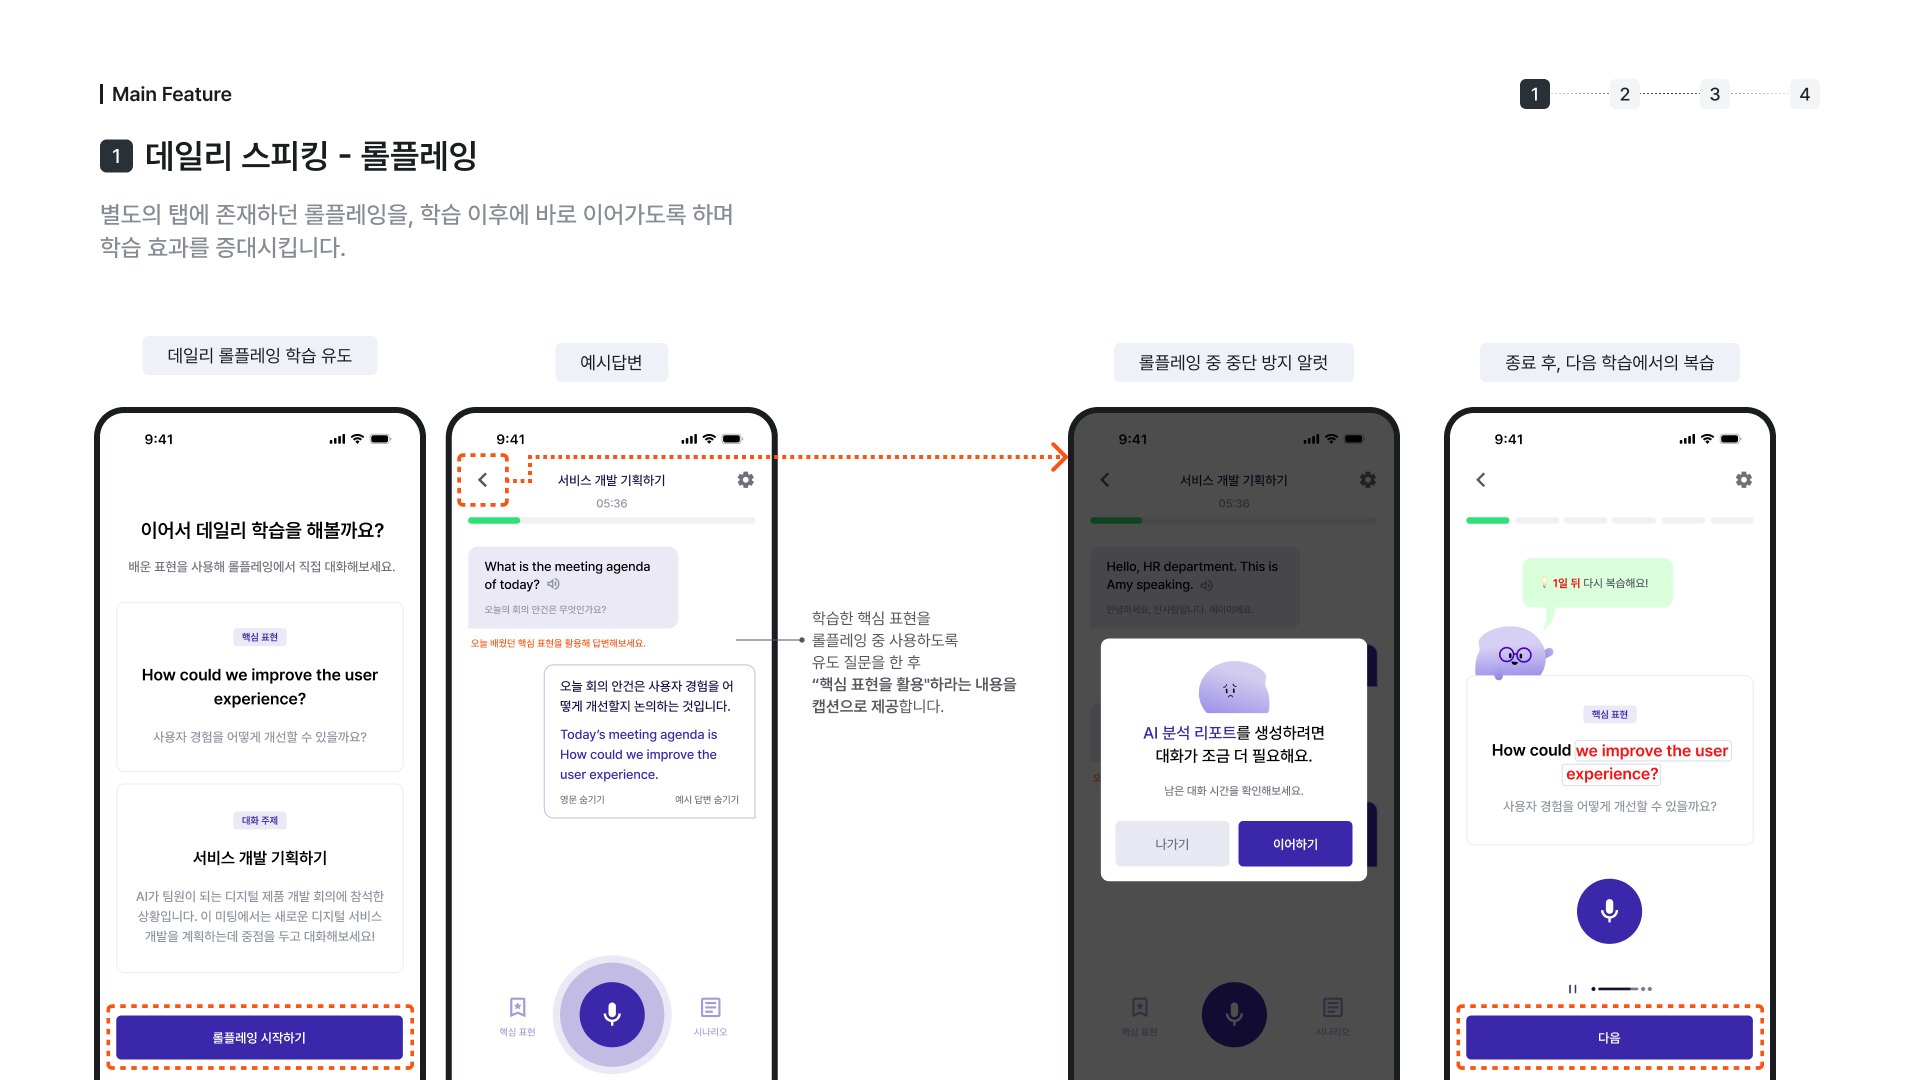 Main Feature
1 2 3 4
1 데일리 스피킹 - 롤플레잉
별도의 탭에 존재하던 롤플레잉을, 학습 이후에 바로 이어가도록 하며
학습 효과를 증대시킵니다.
데일리 롤플레잉 학습 유도
9:41
이어서 데일리 학습을 해볼까요?
배운 표현을 사용해 롤플레잉에서 직접 대화해보세요.
핵심 표현
How could we improve the user
experience?
사용자 경험을 어떻게 개선할 수 있을까요?
대화 주제
서비스 개발 기획하기
AI가 팀원이 되는 디지털 제품 개발 회의에 참석한
상황입니다. 이 미팅에서는 새로운 디지털 서비스
개발을 계획하는데 중점을 두고 대화해보세요!
롤플레잉 시작하기
예시답변
9:41
서비스 개발 기획하기
05:36
What is the meeting agenda
of today?
오늘의 회의 안건은 무엇인가요?
오늘 배웠던 핵심 표현을 활용해 답변해보세요.
오늘 회의 안건은 사용자 경험을 어
떻게 개선할지 논의하는 것입니다.
Today's meeting agenda is
How could we improve the
user experience.
영문 숨기기 예시 답변 숨기기
핵심 표현 시나리오
학습한 핵심 표현을
롤플레잉 중 사용하도록
유도 질문을 한 후
“핵심 표현을 활용"하라는 내용을
캡션으로 제공합니다.
롤플레잉 중 중단 방지 알럿
9:41
서비스 개발 기획하기
05:36
Hello, HR department. This is
Amy speaking.
안녕하세요, 인사팀입니다. 에이미예요.
오
AI 분석 리포트를 생성하려면
대화가 조금 더 필요해요.
남은 대화 시간을 확인해보세요.
나가기 이어하기
핵심 표현 시나리오
종료 후, 다음 학습에서의 복습
9:41
1일 뒤 다시 복습해요!
핵심 표현
How could we improve the user
experience?
사용자 경험을 어떻게 개선할 수 있을까요?
다음